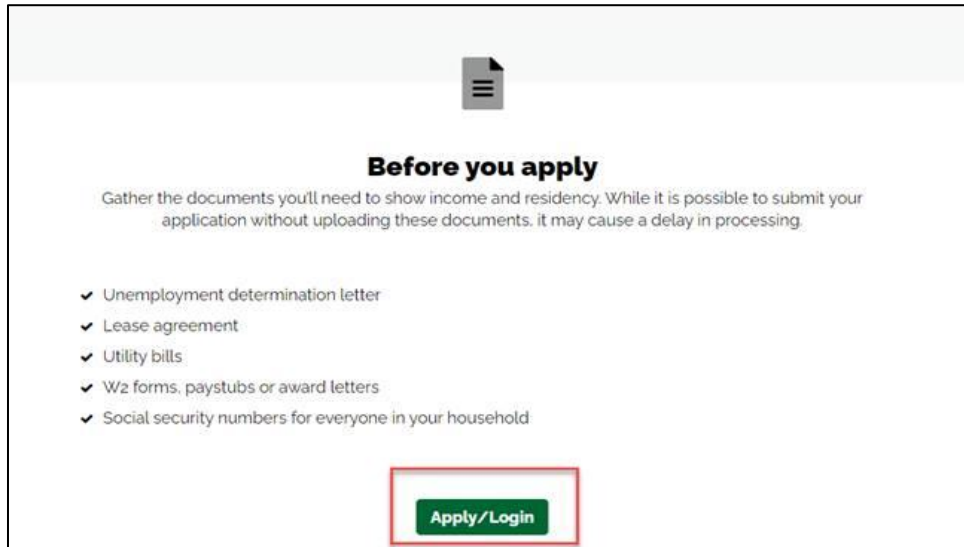 Before you apply
Gather the documents you'll need to show income and residency. While it is possible to submit your
application without uploading these documents, it may cause a delay in processing.
Unemployment determination letter
Lease agreement
Utility bills
W2 forms, paystubs or award letters
Social security numbers for everyone in your household
Apply/Login